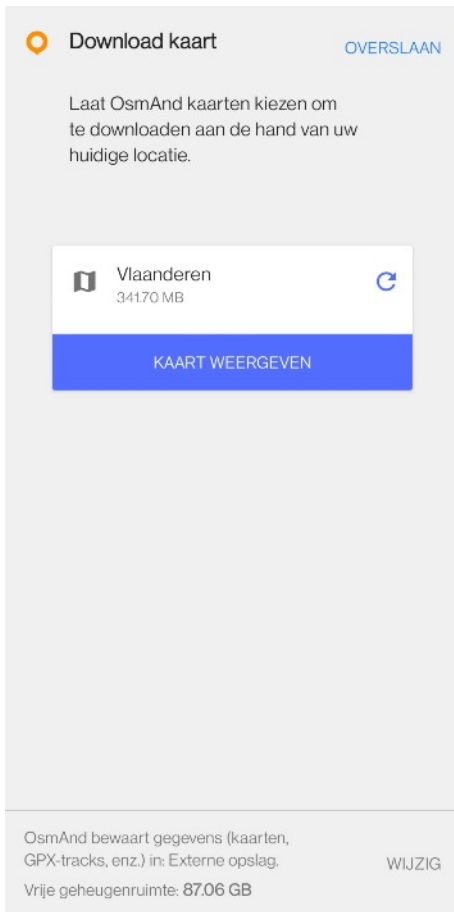 Download kaart
OVERSLAAN
Laat OsmAnd kaarten kiezen om
te downloaden aan de hand van uw
huidige locatie.
Vlaanderen
341.70 MB
KAART WEERGEVEN
OsmAnd bewaart gegevens (kaarten,
GPX-tracks, enz.) in: Externe opslag.
WIJZIG
Vrije geheugenruimte: 87.06 GB